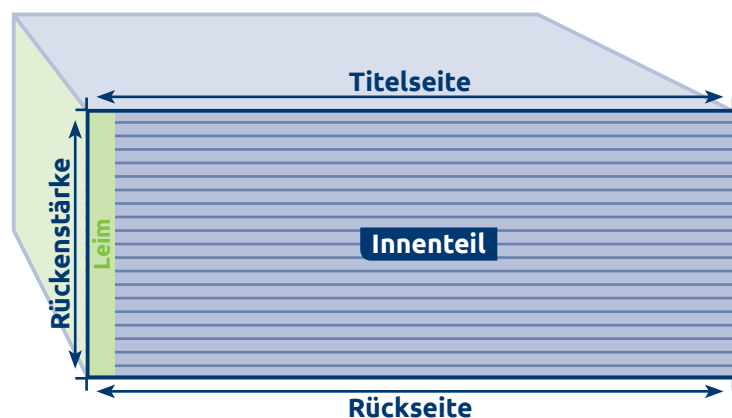 Titelseite
Rückenstärke
Leim
Innenteil
Rückseite